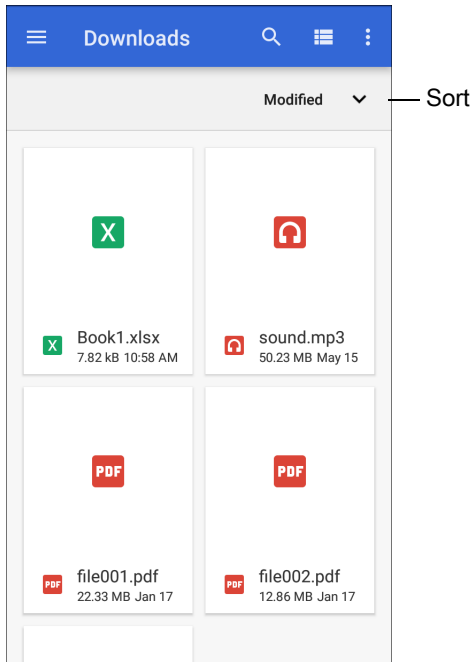 Downloads
Modified
Sort
X
X Book1.xlsx
7.82 kB 10:58 AM
sound.mp3
50.23 MB May 15
PDF
PDF
PDF file001.pdf
22.33 MB Jan 17
PDF file002.pdf
12.86 MB Jan 17